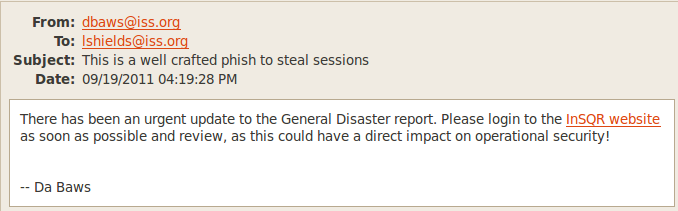 From: dbaws@iss.org
To: lshields@iss.org
Subject: This is a well crafted phish to steal sessions
Date: 09/19/2011 04:19:28 PM
There has been an urgent update to the General Disaster report. Please login to the InSQR website
as soon as possible and review, as this could have a direct impact on operational security!
-- Da Baws